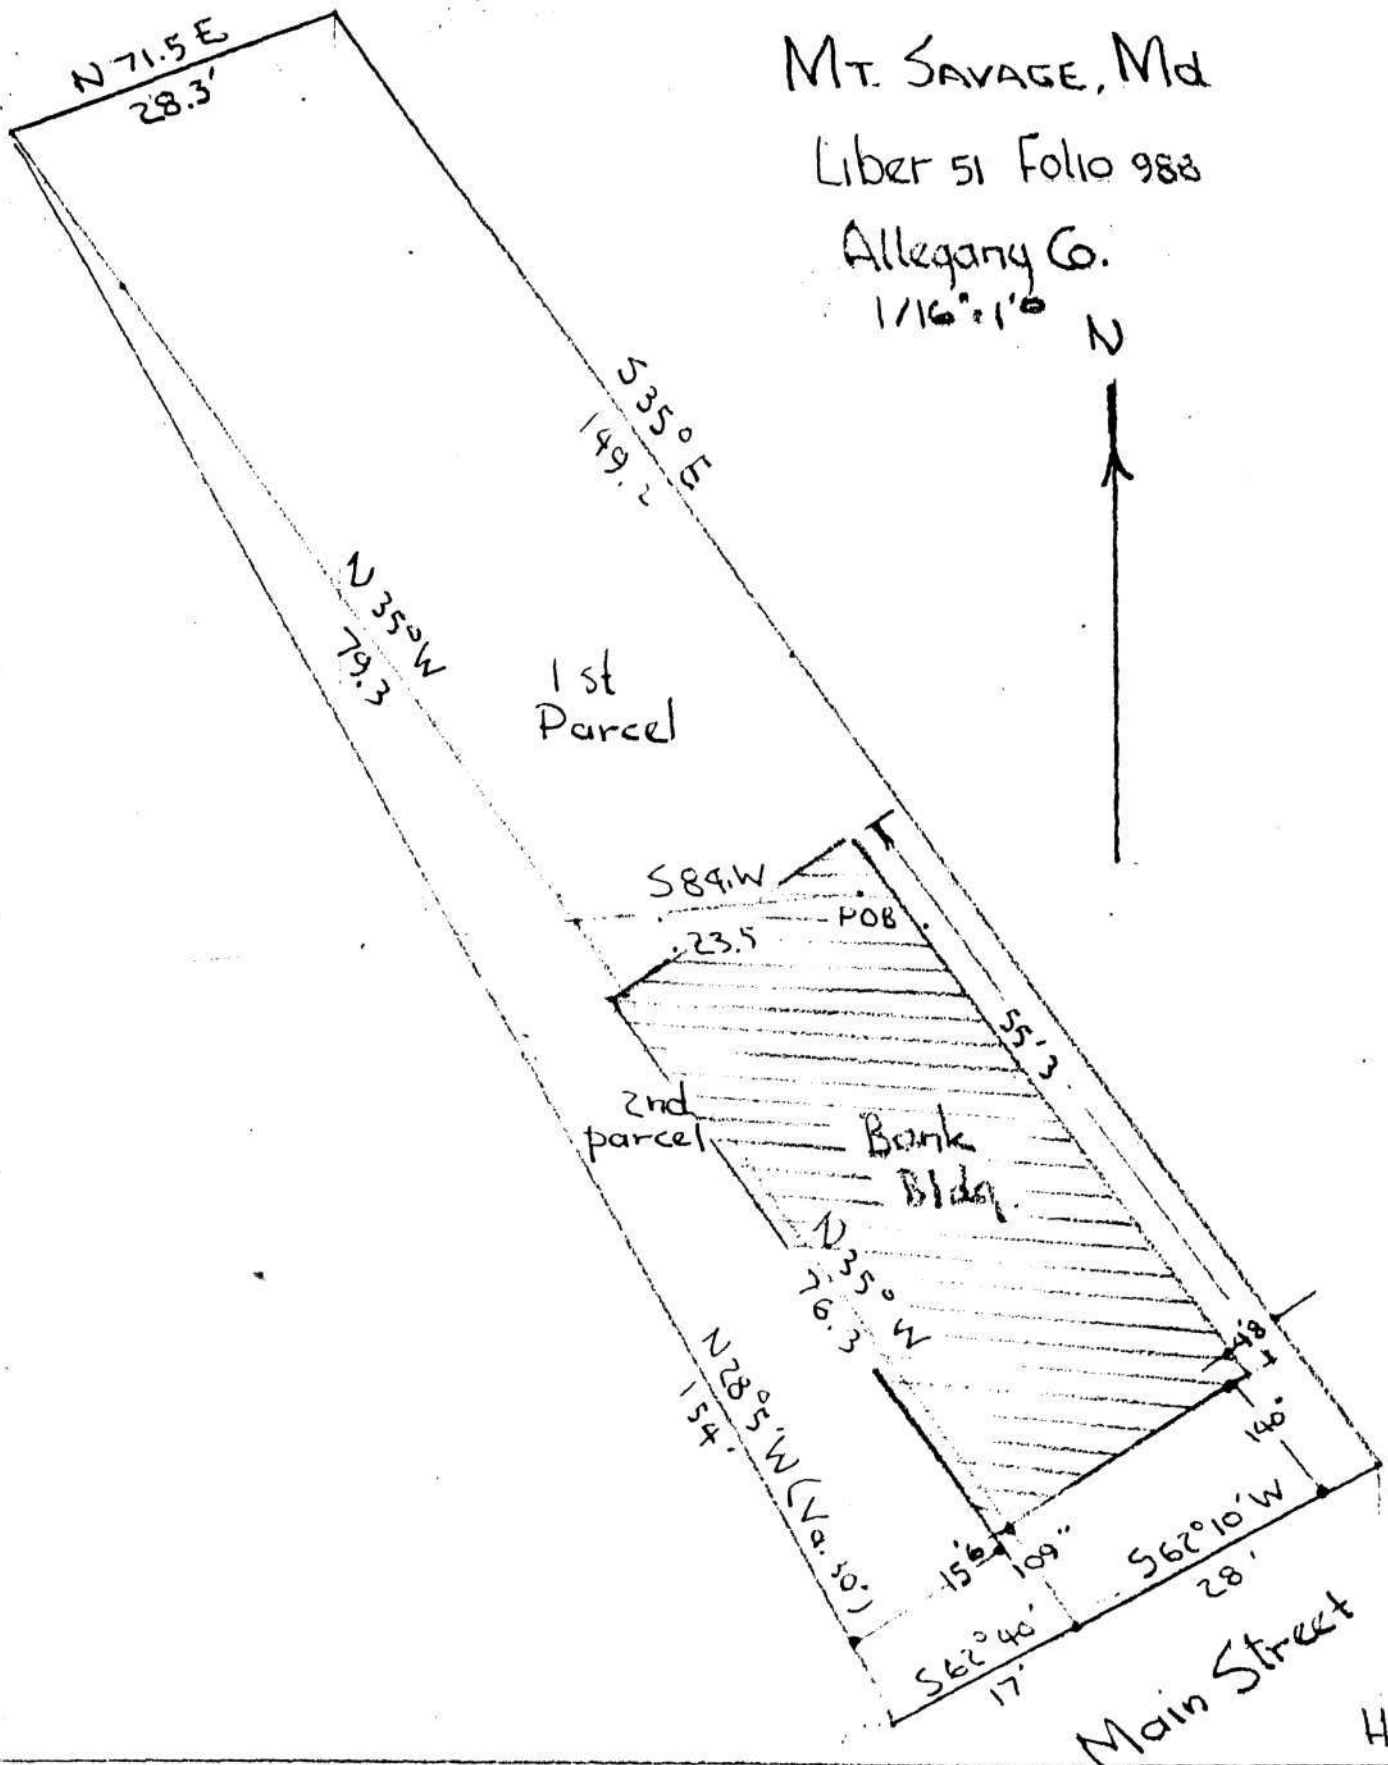 MT. SAVAGE, Md
Liber 51 Folio 988
Allegany Co.
1/16":1'0
N
N 71.5 E
28.3'
S 35° E
149.2
N 35° W
79.3
1st
Parcel
S 84. W
23.5
POB
55'3
2nd
parcel
Bank
Bldg.
N 35° W
76.3
N 28°5' W (Va. 30')
154'
4'8
140"
15'6
109"
S 62° 10' W
28'
S 62° 40'
17'
Main Street
H